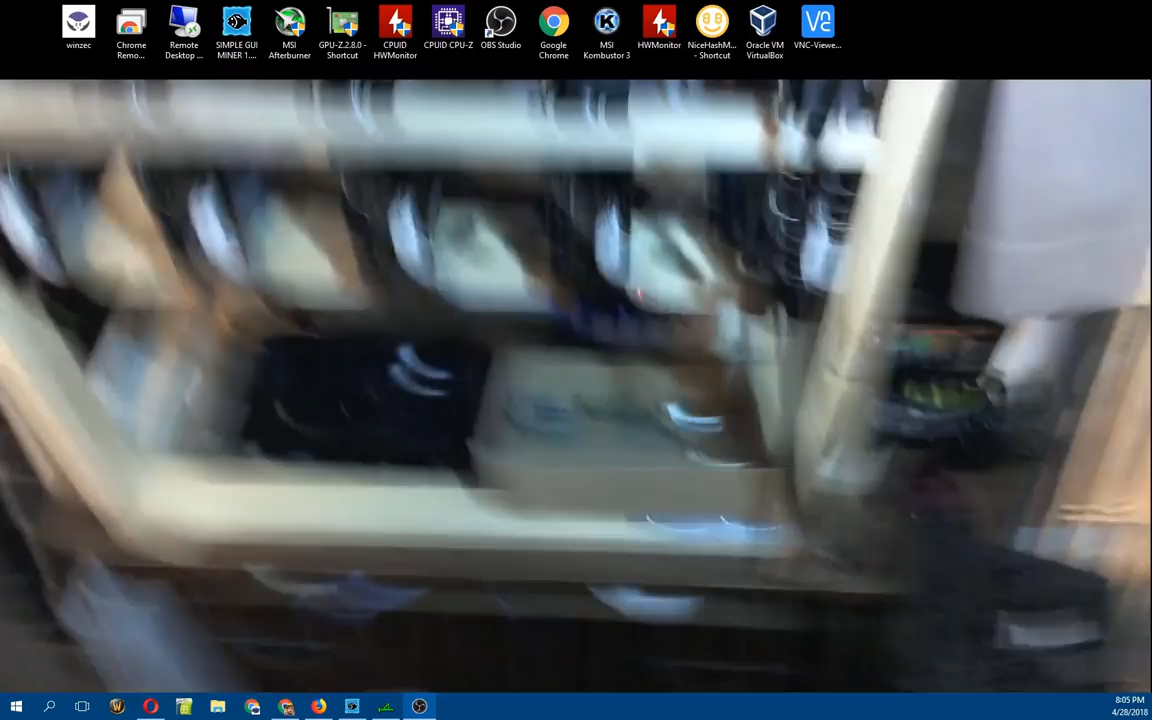 winzec
Chrome Remo...
Remote Desktop ...
SIMPLE GUI MINER 1....
MSI Afterburner
GPU-Z.2.8.0 - Shortcut
CPUID HWMonitor
CPUID CPU-Z
OBS Studio
Google Chrome
MSI Kombustor 3
HWMonitor
NiceHashM... - Shortcut
Oracle VM VirtualBox
VNC-Viewe...
8:05 PM
4/28/2018